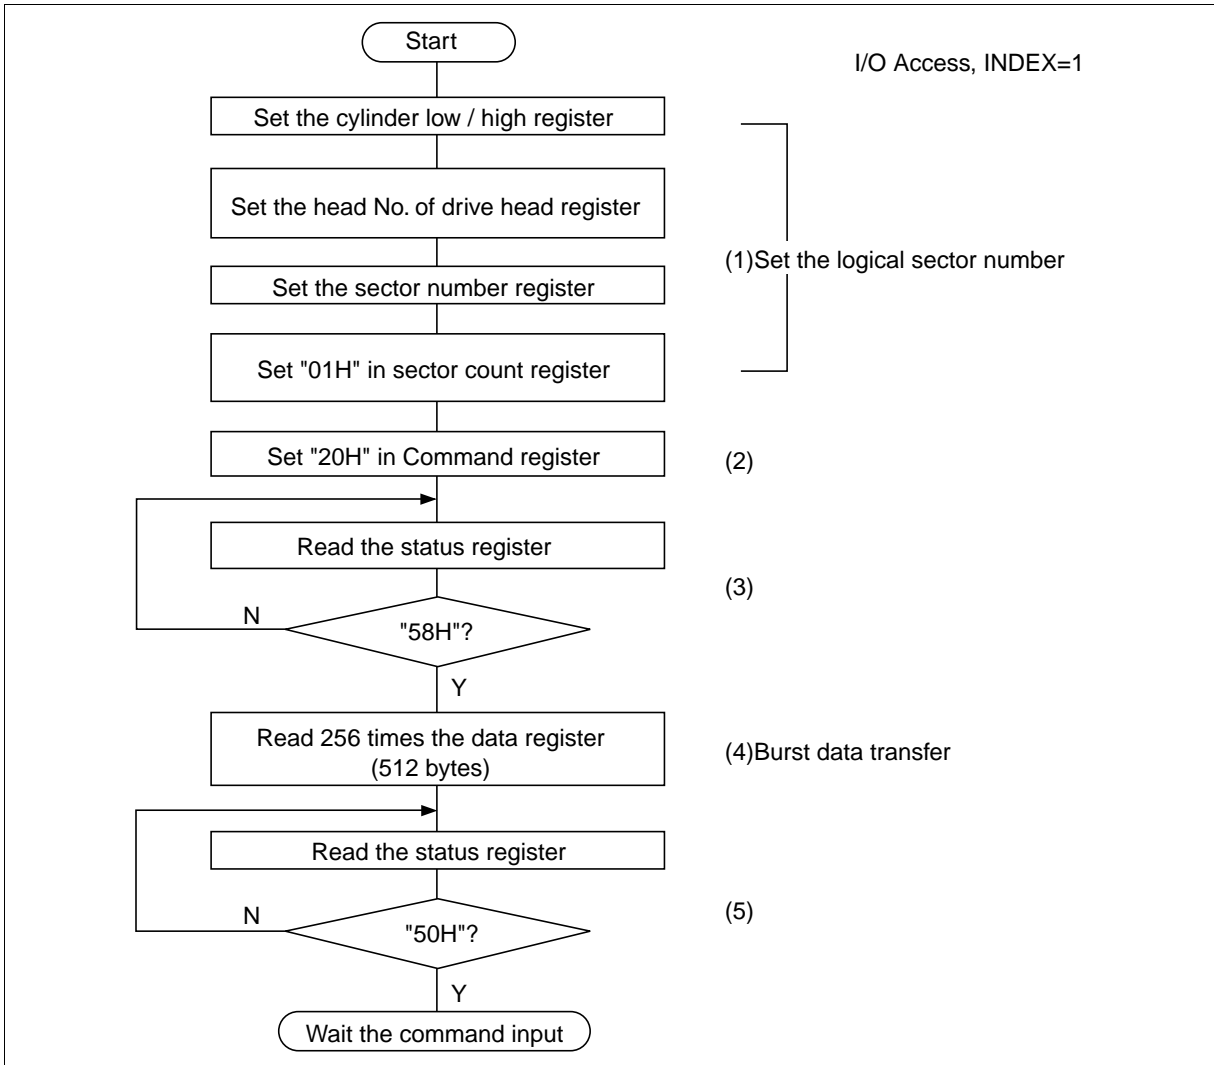 Start
I/O Access, INDEX=1
Set the cylinder low / high register
Set the head No. of drive head register
(1)Set the logical sector number
Set the sector number register
Set "01H" in sector count register
Set "20H" in Command register
(2)
Read the status register
(3)
N
"58H"?
Y
Read 256 times the data register
(512 bytes)
(4)Burst data transfer
Read the status register
(5)
N
"50H"?
Y
Wait the command input